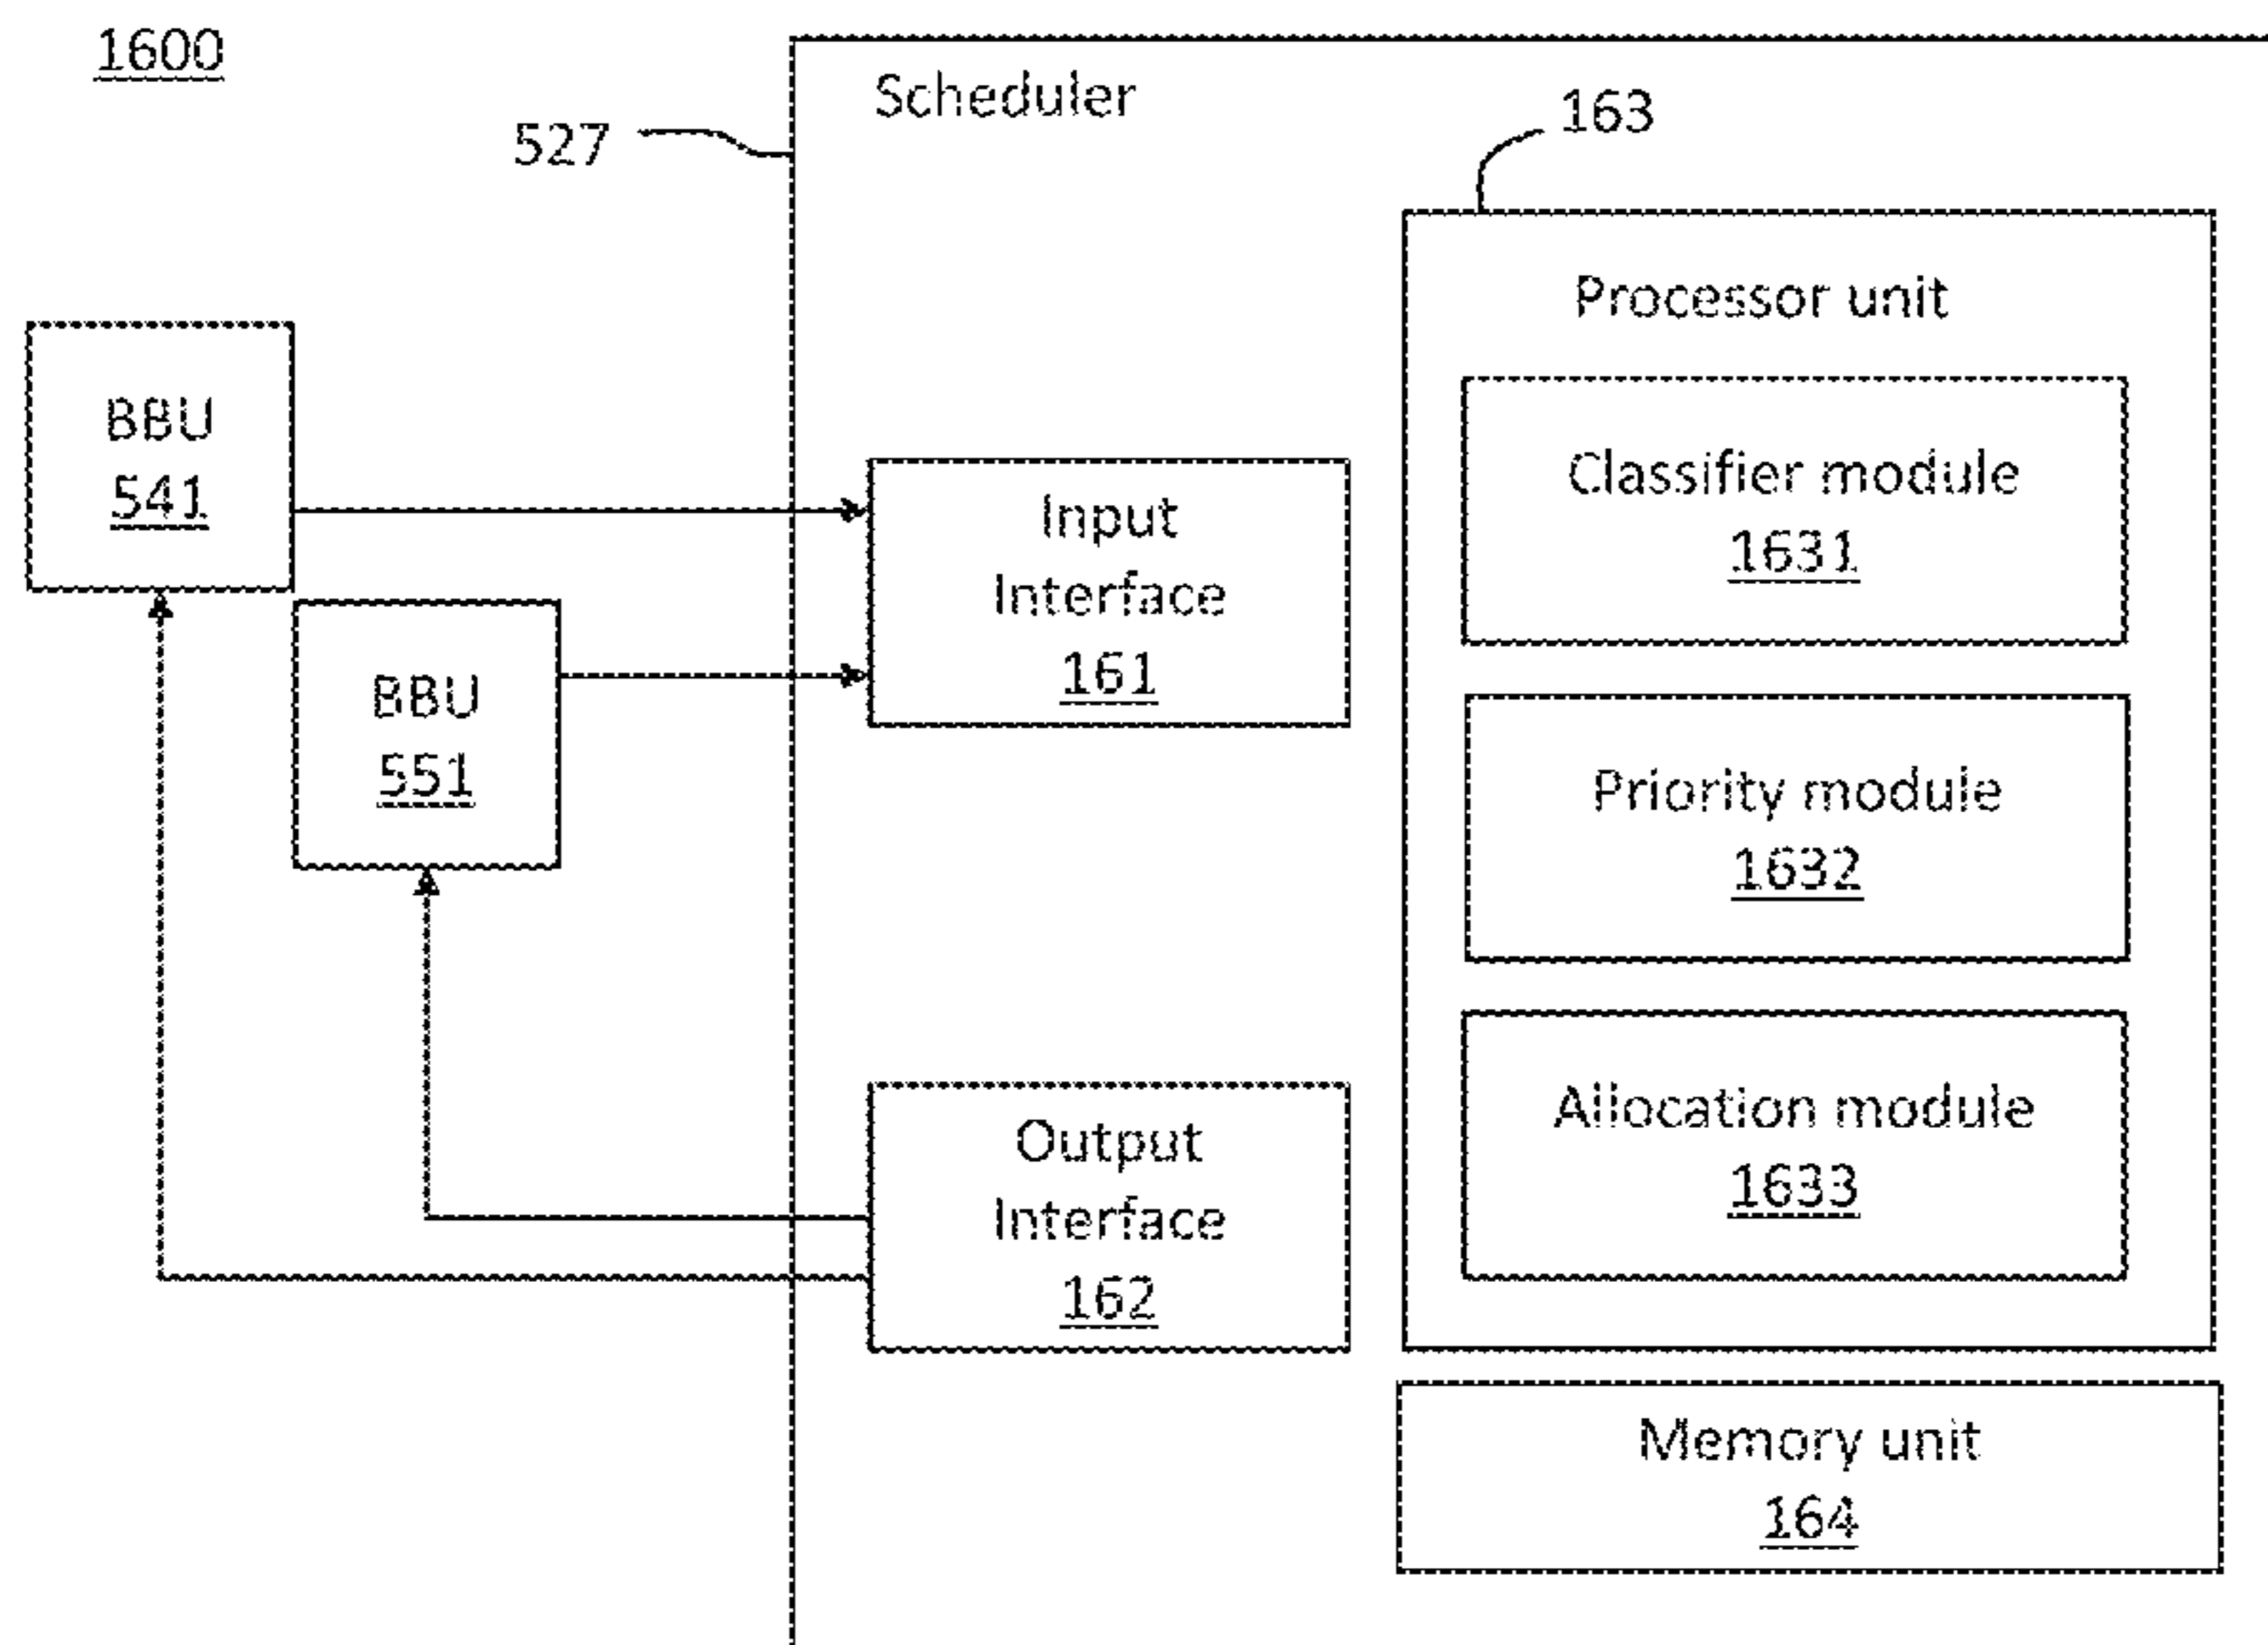 1600
Scheduler
527
163
Processor unit
BBU
541
Classifier module
1631
Input
Interface
161
BBU
551
Priority module
1632
Allocation module
1633
Output
Interface
162
Memory unit
164